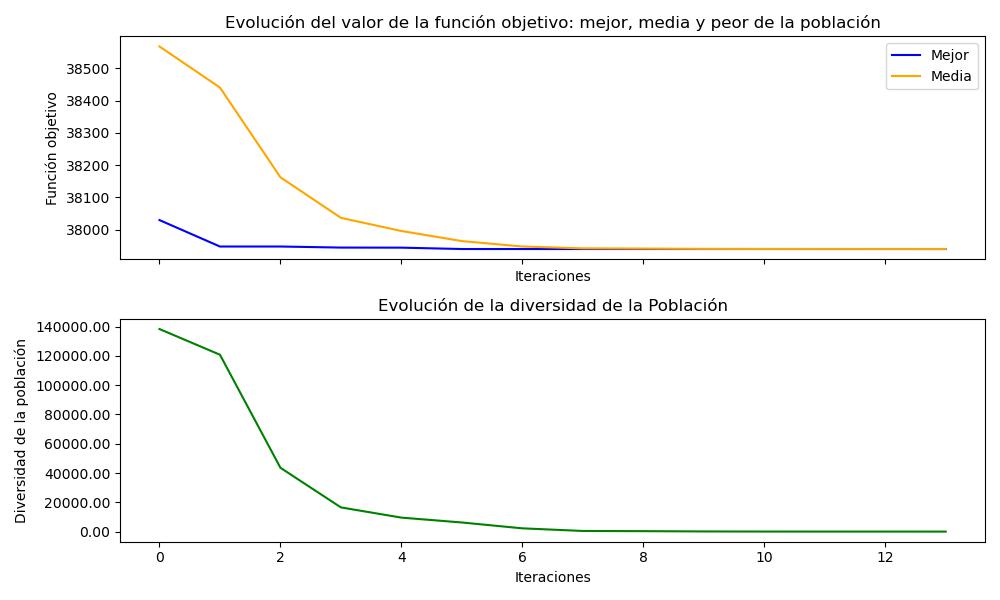 Evolución del valor de la función objetivo: mejor, media y peor de la población
Mejor
Media
Función objetivo
38500
38400
38300
38200
38100
38000
Iteraciones
Evolución de la diversidad de la Población
Diversidad de la población
140000.00
120000.00
100000.00
80000.00
60000.00
40000.00
20000.00
0.00
0 2 4 6 8 10 12
Iteraciones